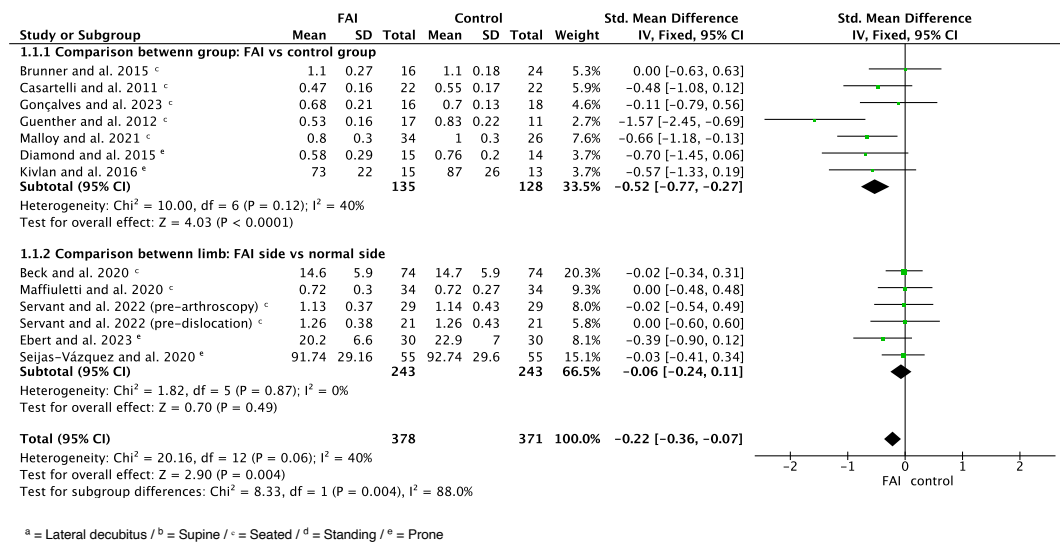 FAI Control Std. Mean Difference Std. Mean Difference
Study or Subgroup Mean SD Total Mean SD Total Weight IV, Fixed, 95% CI IV, Fixed, 95% CI
1.1.1 Comparison betwenn group: FAI vs control group
Brunner et al. 2015 ᶜ 1.1 0.27 16 1.1 0.18 24 5.3% 0.00 [−0.63, 0.63]
Casartelli et al. 2011 ᶜ 0.47 0.16 22 0.55 0.17 22 5.9% −0.48 [−1.08, 0.12]
Gonçalves et al. 2023 ᶜ 0.68 0.21 16 0.7 0.13 18 4.6% −0.11 [−0.79, 0.56]
Guenther et al. 2012 ᶜ 0.53 0.16 17 0.83 0.22 11 2.7% −1.57 [−2.45, −0.69]
Malloy and al. 2021 ᶜ 0.8 0.3 34 1 0.3 26 7.6% −0.66 [−1.18, −0.13]
Diamond et al. 2015 ᵉ 0.58 0.29 15 0.76 0.2 14 3.7% −0.70 [−1.45, 0.06]
Kivlan et al. 2016 ᵉ 73 22 15 87 26 13 3.7% −0.57 [−1.33, 0.19]
Subtotal (95% CI) 135 128 33.5% −0.52 [−0.77, −0.27]
Heterogeneity: Chi² = 10.00, df = 6 (P = 0.12); I² = 40%
Test for overall effect: Z = 4.03 (P < 0.0001)
1.1.2 Comparison betwenn limb: FAI side vs normal side
Beck and al. 2020 ᶜ 14.6 5.9 74 14.7 5.9 74 20.3% −0.02 [−0.34, 0.31]
Maffiuletti et al. 2020 ᶜ 0.72 0.3 34 0.72 0.27 34 9.3% 0.00 [−0.48, 0.48]
Servant and al. 2022 (pre-arthroscopy) ᶜ 1.13 0.37 29 1.14 0.43 29 8.0% −0.02 [−0.54, 0.49]
Servant and al. 2022 (pre-dislocation) ᶜ 1.26 0.38 21 1.26 0.43 21 5.8% 0.00 [−0.60, 0.60]
Ebert et al. 2023 ᵉ 20.2 6.6 30 22.9 7 30 8.1% −0.39 [−0.90, 0.12]
Seijas-Vázquez et al. 2020 ᵉ 91.74 29.16 55 92.74 29.6 55 15.1% −0.03 [−0.41, 0.34]
Subtotal (95% CI) 243 243 66.5% −0.06 [−0.24, 0.11]
Heterogeneity: Chi² = 1.82, df = 5 (P = 0.87); I² = 0%
Test for overall effect: Z = 0.70 (P = 0.49)
Total (95% CI) 378 371 100.0% −0.22 [−0.36, −0.07]
Heterogeneity: Chi² = 20.16, df = 12 (P = 0.06); I² = 40%
Test for overall effect: Z = 2.90 (P = 0.004)
Test for subgroup differences: Chi² = 8.33, df = 1 (P = 0.004), I² = 88.0%
−2 −1 0 1 2
FAI control
ᵃ = Lateral decubitus / ᵇ = Supine / ᶜ = Seated / ᵈ = Standing / ᵉ = Prone